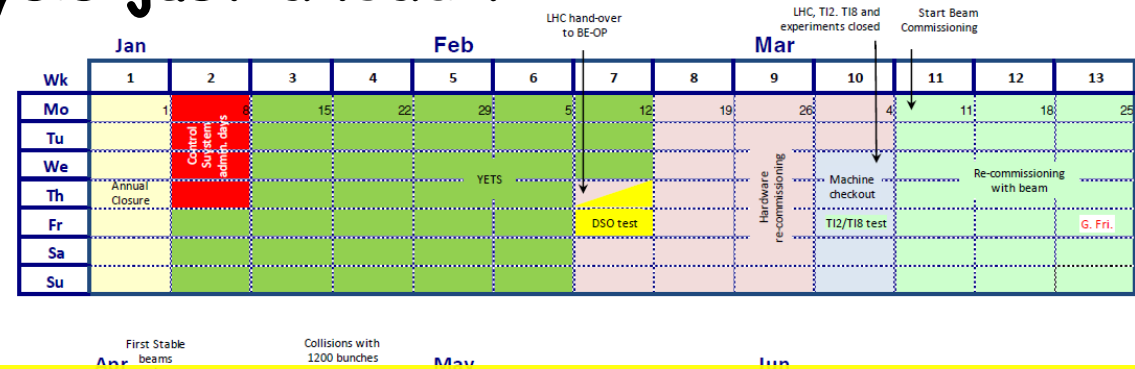 LHC hand-over
to BE-OP
LHC, TI2. TI8 and
experiments closed
Start Beam
Commissioning
Jan Feb Mar
Wk 1 2 3 4 5 6 7 8 9 10 11 12 13
Mo 1 8 15 22 29 5 12 19 26 4 11 18 25
Tu
We
Th
Fr
Sa
Su
Annual
Closure
Control
Suystem
admin. days
YETS
DSO test
Hardware
re-commissioning
Machine
checkout
TI2/TI8 test
Re-commissioning
with beam
G. Fri.
First Stable
beams
Collisions with
1200 bunches
Apr May Jun